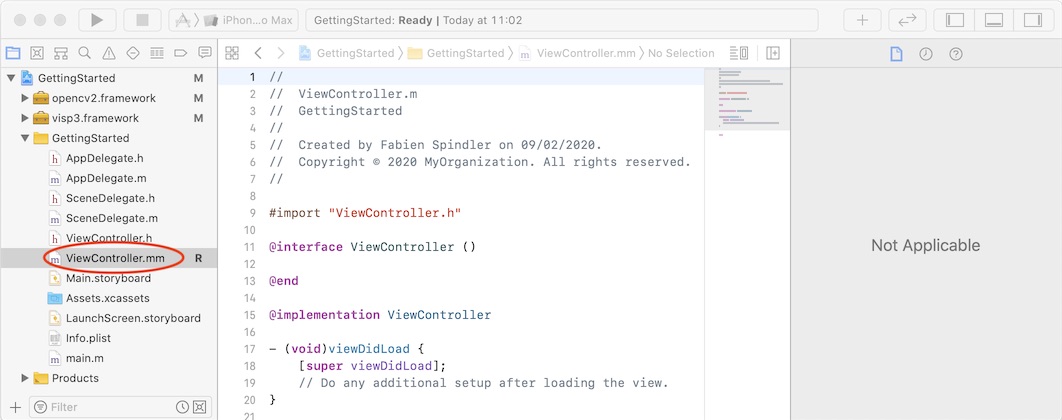 iPhon...o Max
GettingStarted: Ready | Today at 11:02
GettingStarted M
opencv2.framework M
visp3.framework M
GettingStarted
h AppDelegate.h
m AppDelegate.m
h SceneDelegate.h
m SceneDelegate.m
h ViewController.h
m ViewController.mm R
Main.storyboard
Assets.xcassets
LaunchScreen.storyboard
Info.plist
m main.m
Products
Filter
GettingStarted GettingStarted m ViewController.mm No Selection
1 //
2 //  ViewController.m
3 //  GettingStarted
4 //
5 //  Created by Fabien Spindler on 09/02/2020.
6 //  Copyright © 2020 MyOrganization. All rights reserved.
7 //
8
9 #import "ViewController.h"
10
11 @interface ViewController ()
12
13 @end
14
15 @implementation ViewController
16
17 - (void)viewDidLoad {
18     [super viewDidLoad];
19     // Do any additional setup after loading the view.
20 }
21
Not Applicable